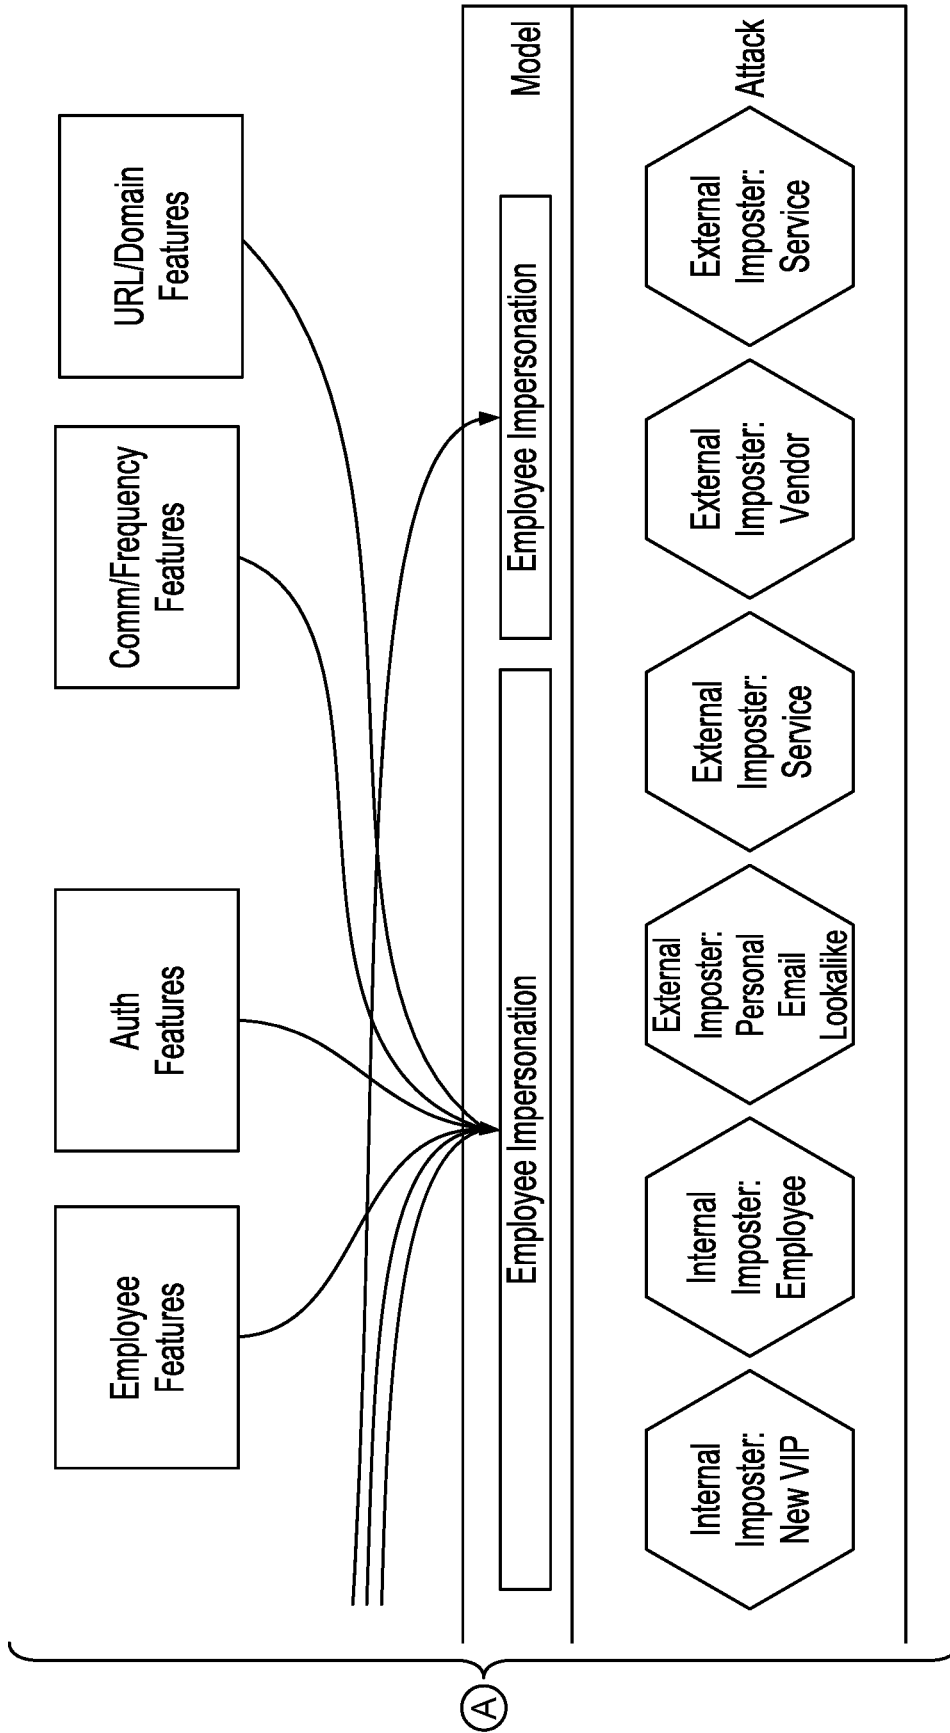 Employee
Features
Auth
Features
Comm/Frequency
Features
URL/Domain
Features
Employee Impersonation
Employee Impersonation
Model
Internal
Imposter:
New VIP
Internal
Imposter:
Employee
External
Imposter:
Personal
Email
Lookalike
External
Imposter:
Service
External
Imposter:
Vendor
External
Imposter:
Service
Attack
A